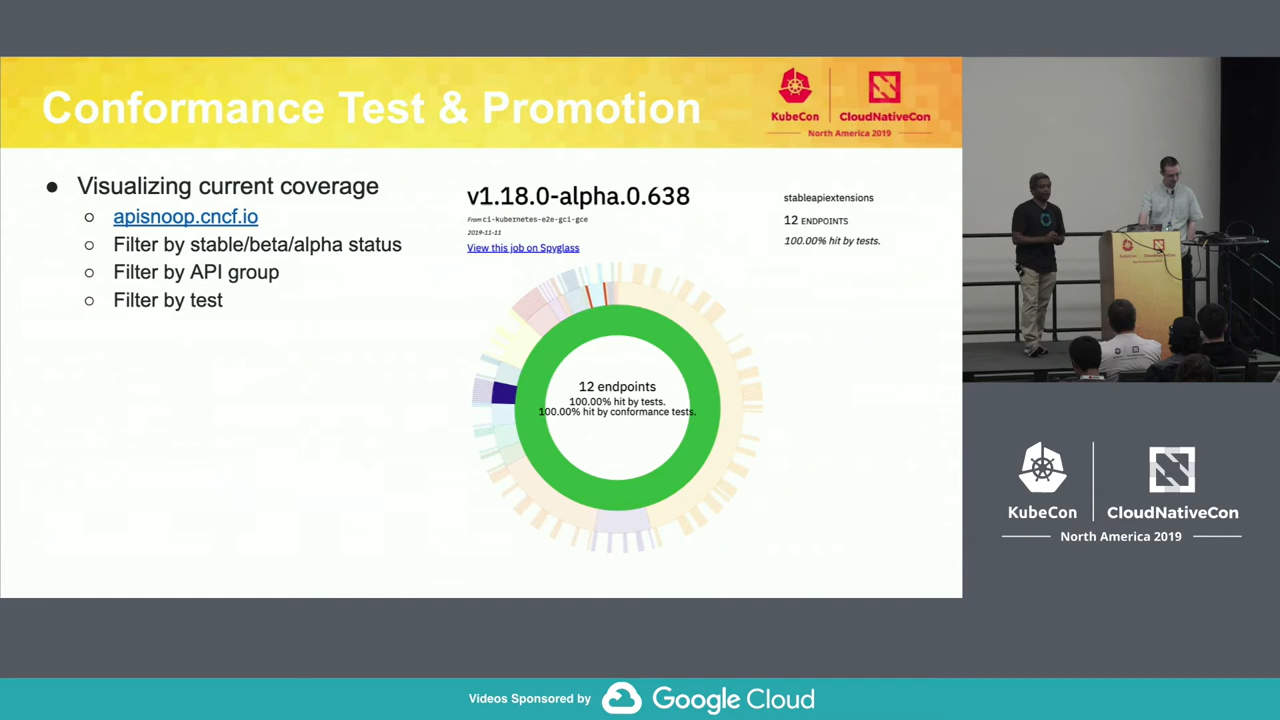 Conformance Test & Promotion
KubeCon
CloudNativeCon
North America 2019
● Visualizing current coverage
○ apisnoop.cncf.io
○ Filter by stable/beta/alpha status
○ Filter by API group
○ Filter by test
v1.18.0-alpha.0.638
From ci-kubernetes-e2e-gci-gce
2019-11-11
View this job on Spyglass
stableapiextensions
12 ENDPOINTS
100.00% hit by tests.
12 endpoints
100.00% hit by tests.
100.00% hit by conformance tests.
KubeCon
CloudNativeCon
North America 2019
Videos Sponsored by
Google Cloud